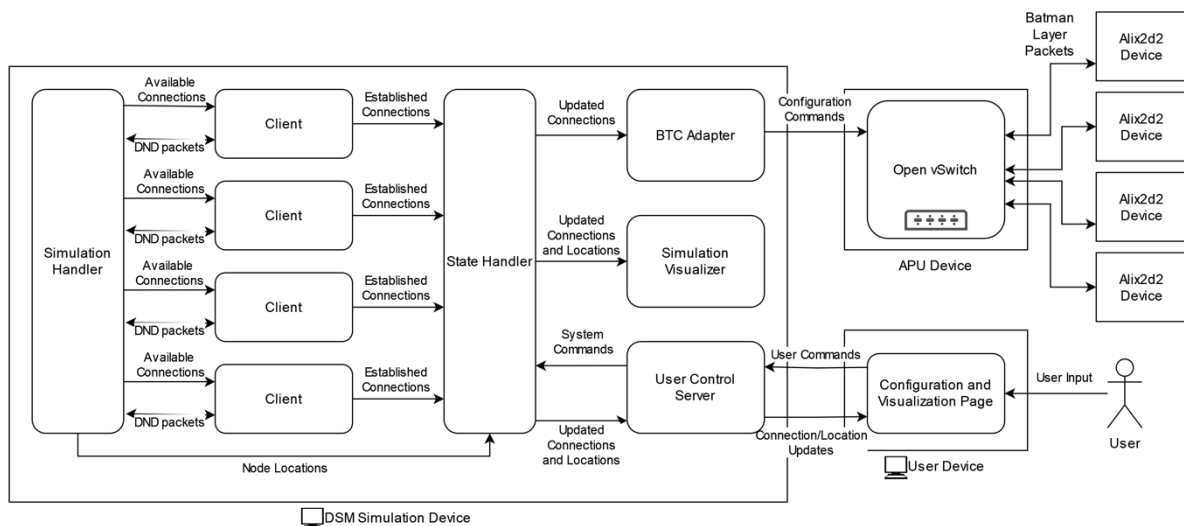 Batman
Layer
Packets
Alix2d2
Device
Available
Connections
Client
DND packets
Established
Connections
Updated
Connections
BTC Adapter
Configuration
Commands
Open vSwitch
APU Device
Alix2d2
Device
Available
Connections
Client
DND packets
Established
Connections
Alix2d2
Device
Simulation
Handler
State Handler
Updated
Connections
and Locations
Simulation
Visualizer
Alix2d2
Device
Available
Connections
Client
DND packets
Established
Connections
System
Commands
User Control
Server
User Commands
Configuration and
Visualization Page
User Input
User
Available
Connections
Client
DND packets
Established
Connections
Updated
Connections
and Locations
Connection/Location
Updates
User Device
Node Locations
DSM Simulation Device